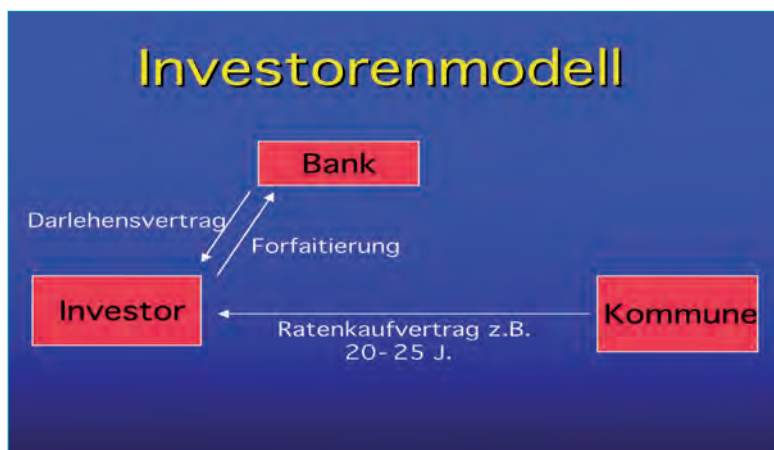 Investorenmodell
Bank
Darlehensvertrag
Forfaitierung
Investor
Kommune
Ratenkaufvertrag z.B.
20-25 J.